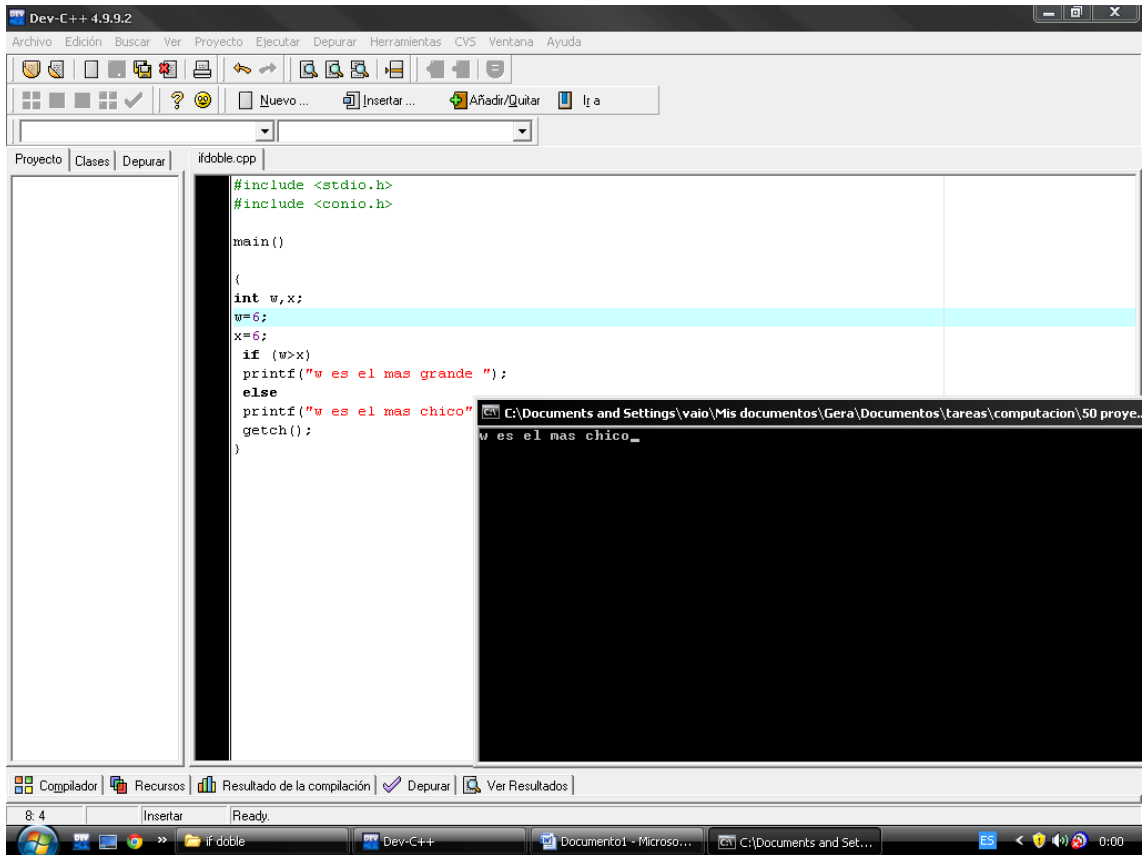 Dev-C++ 4.9.9.2
Archivo Edición Buscar Ver Proyecto Ejecutar Depurar Herramientas CVS Ventana Ayuda
Nuevo ... Insertar ... Añadir/Quitar Ir a
Proyecto Clases Depurar ifdoble.cpp
#include <stdio.h>
#include <conio.h>
main()
{
int w,x;
w=6;
x=6;
if (w>x)
printf("w es el mas grande ");
else
printf("w es el mas chico"
getch();
}
C:\Documents and Settings\vaio\Mis documentos\Gera\Documentos\tareas\computacion\50 proye...
w es el mas chico_
Compilador Recursos Resultado de la compilación Depurar Ver Resultados
8: 4 Insertar Ready.
if doble Dev-C++ Documento1 - Microso... C:\Documents and Set... ES 0:00